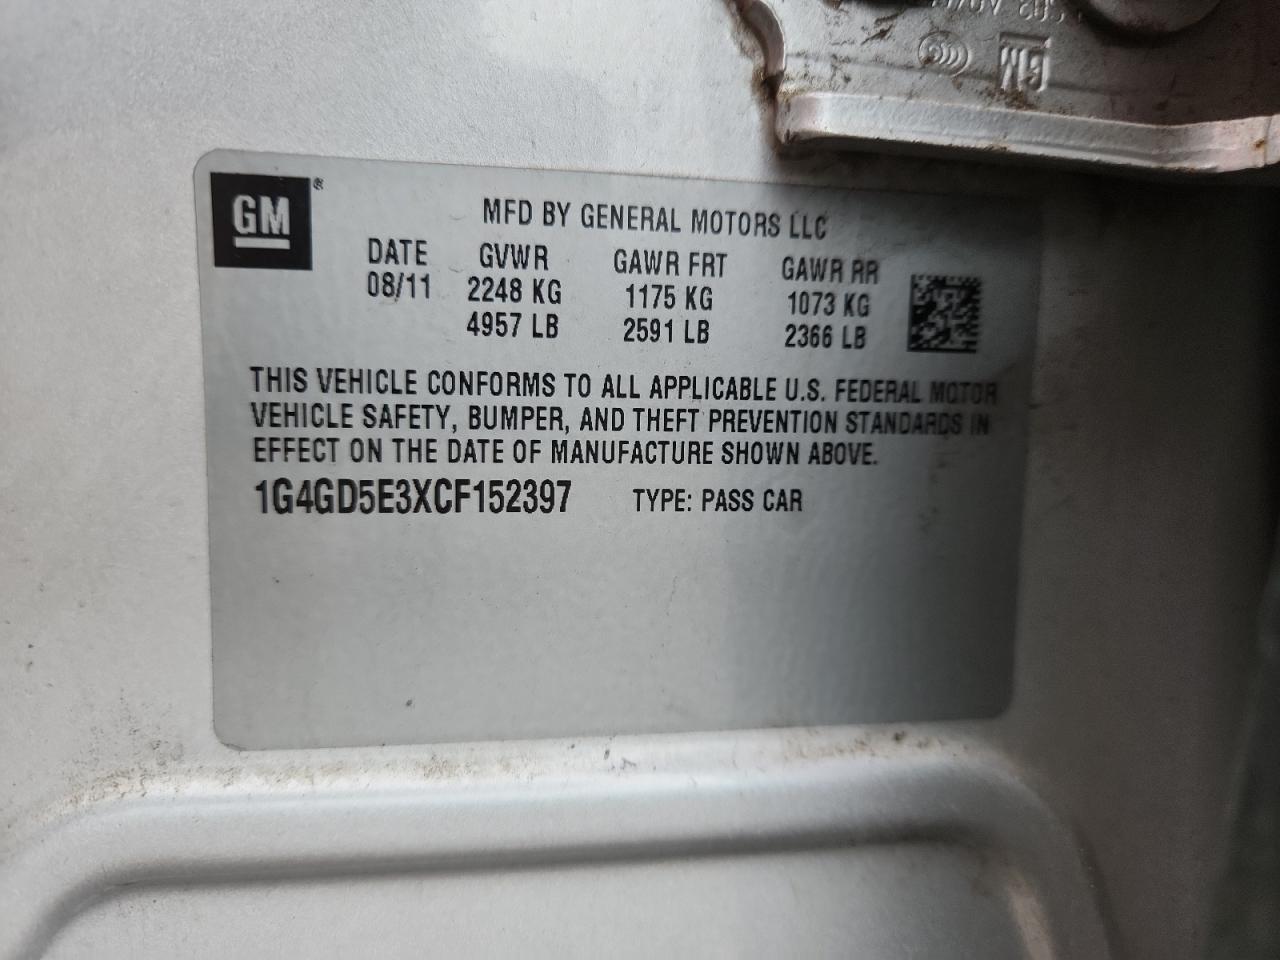 GM®
MFD BY GENERAL MOTORS LLC
DATE GVWR GAWR FRT GAWR RR
08/11 2248 KG 1175 KG 1073 KG
4957 LB 2591 LB 2366 LB
THIS VEHICLE CONFORMS TO ALL APPLICABLE U.S. FEDERAL MOTOR
VEHICLE SAFETY, BUMPER, AND THEFT PREVENTION STANDARDS IN
EFFECT ON THE DATE OF MANUFACTURE SHOWN ABOVE.
1G4GD5E3XCF152397 TYPE: PASS CAR